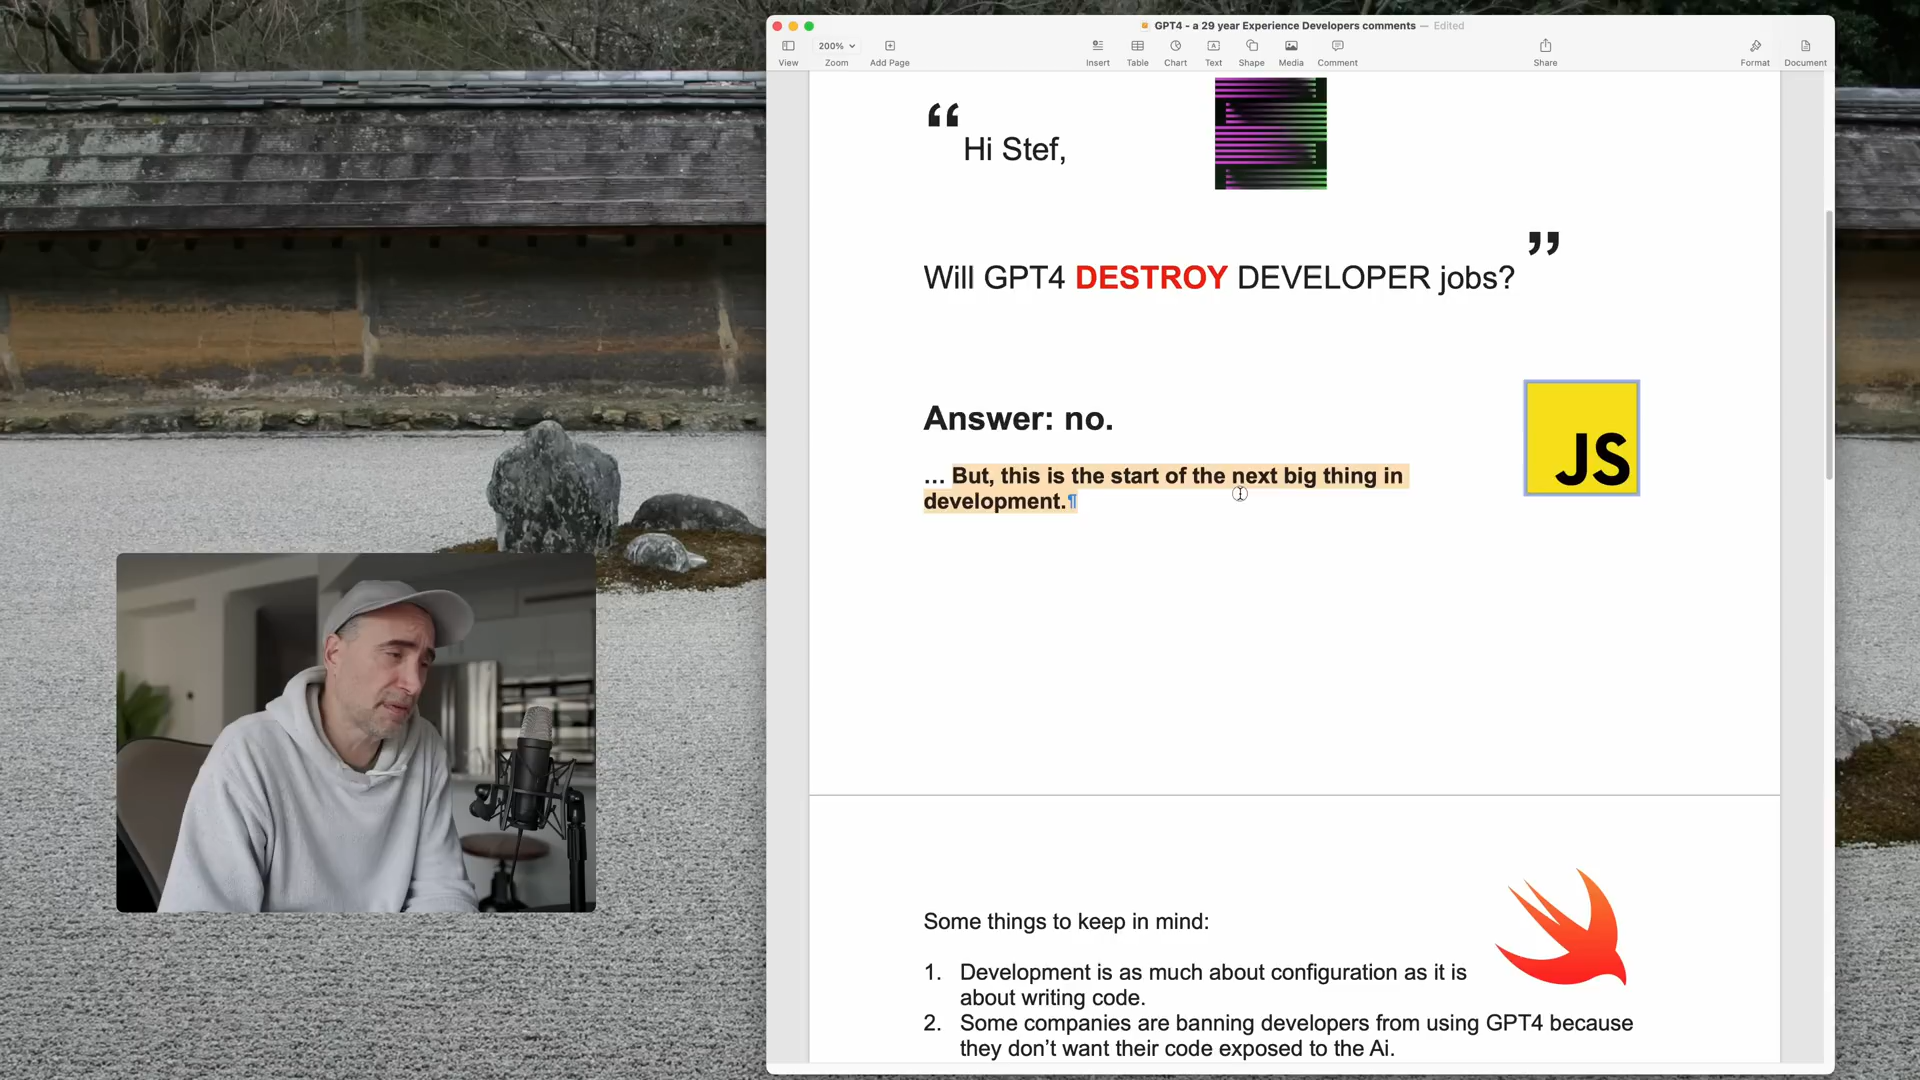 GPT4 - a 29 year Experience Developers comments — Edited
200%
View
Zoom
Add Page
Insert
Table
Chart
Text
Shape
Media
Comment
Share
Format
Document
“
Hi Stef,
”
Will GPT4 DESTROY DEVELOPER jobs?
Answer: no.
JS
… But, this is the start of the next big thing in
development.¶
Some things to keep in mind:
1. Development is as much about configuration as it is
about writing code.
2. Some companies are banning developers from using GPT4 because
they don’t want their code exposed to the Ai.